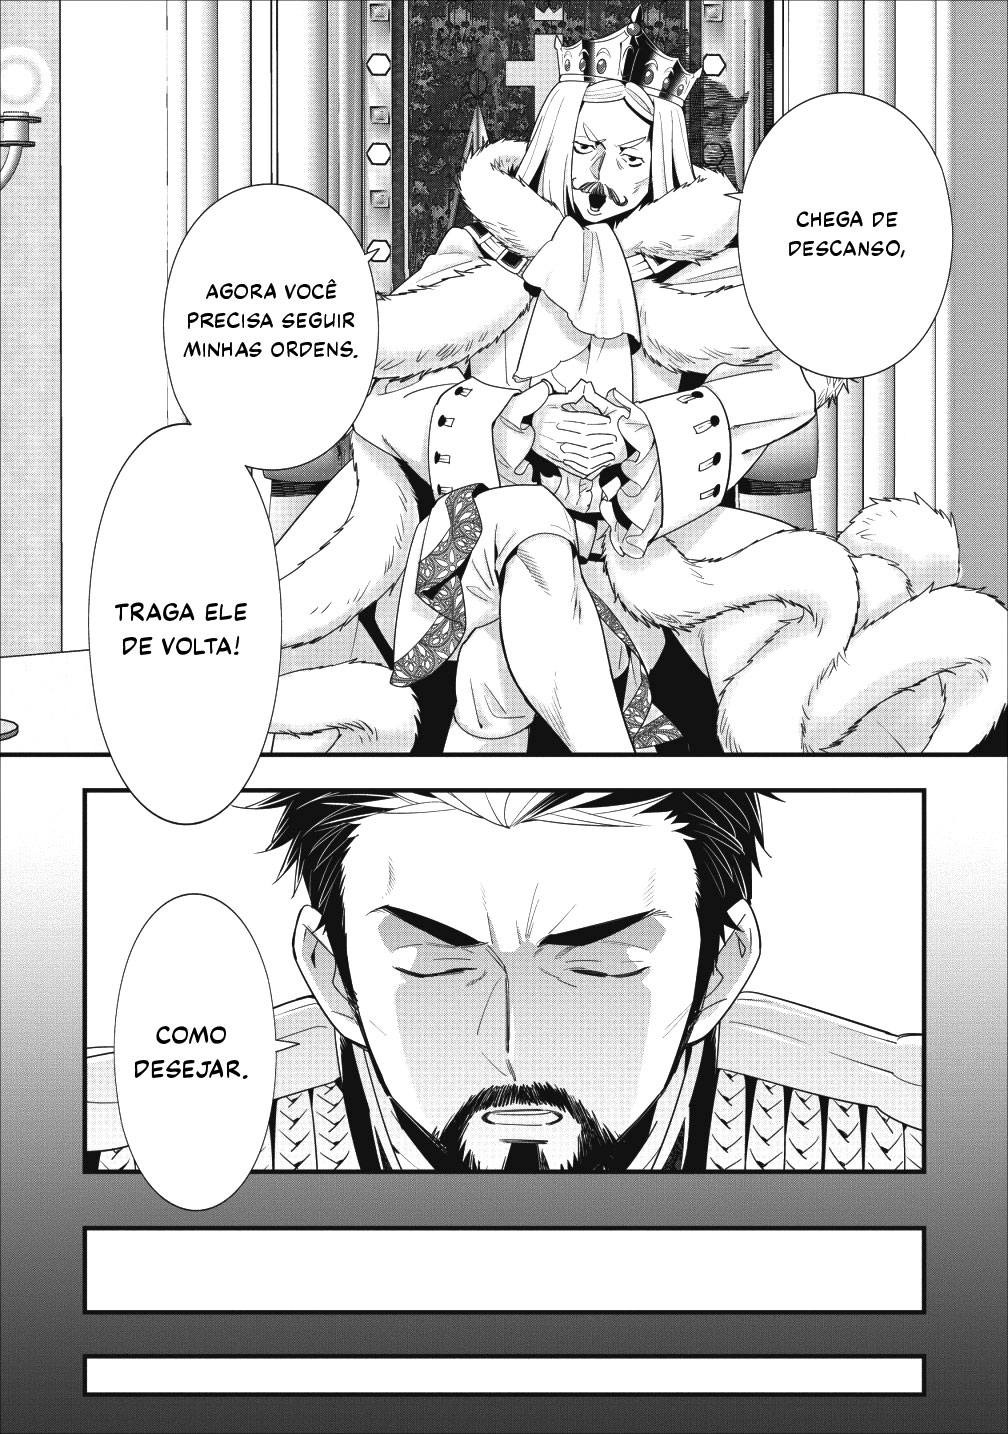 CHEGA DE
DESCANSO,
AGORA VOCÊ
PRECISA SEGUIR
MINHAS ORDENS.
TRAGA ELE
DE VOLTA!
COMO
DESEJAR.